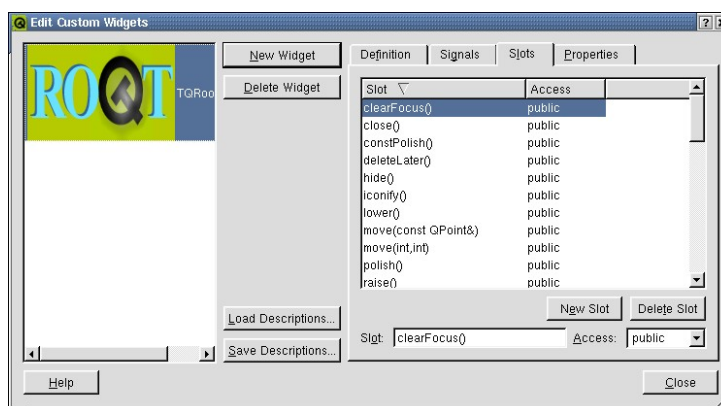 Edit Custom Widgets
ROQT
TQRoo
New Widget
Delete Widget
Load Descriptions...
Save Descriptions...
Definition
Signals
Slots
Properties
Slot Access
clearFocus() public
close() public
constPolish() public
deleteLater() public
hide() public
iconify() public
lower() public
move(const QPoint&) public
move(int,int) public
polish() public
raise() public
New Slot
Delete Slot
Slot: clearFocus() Access: public
Help
Close